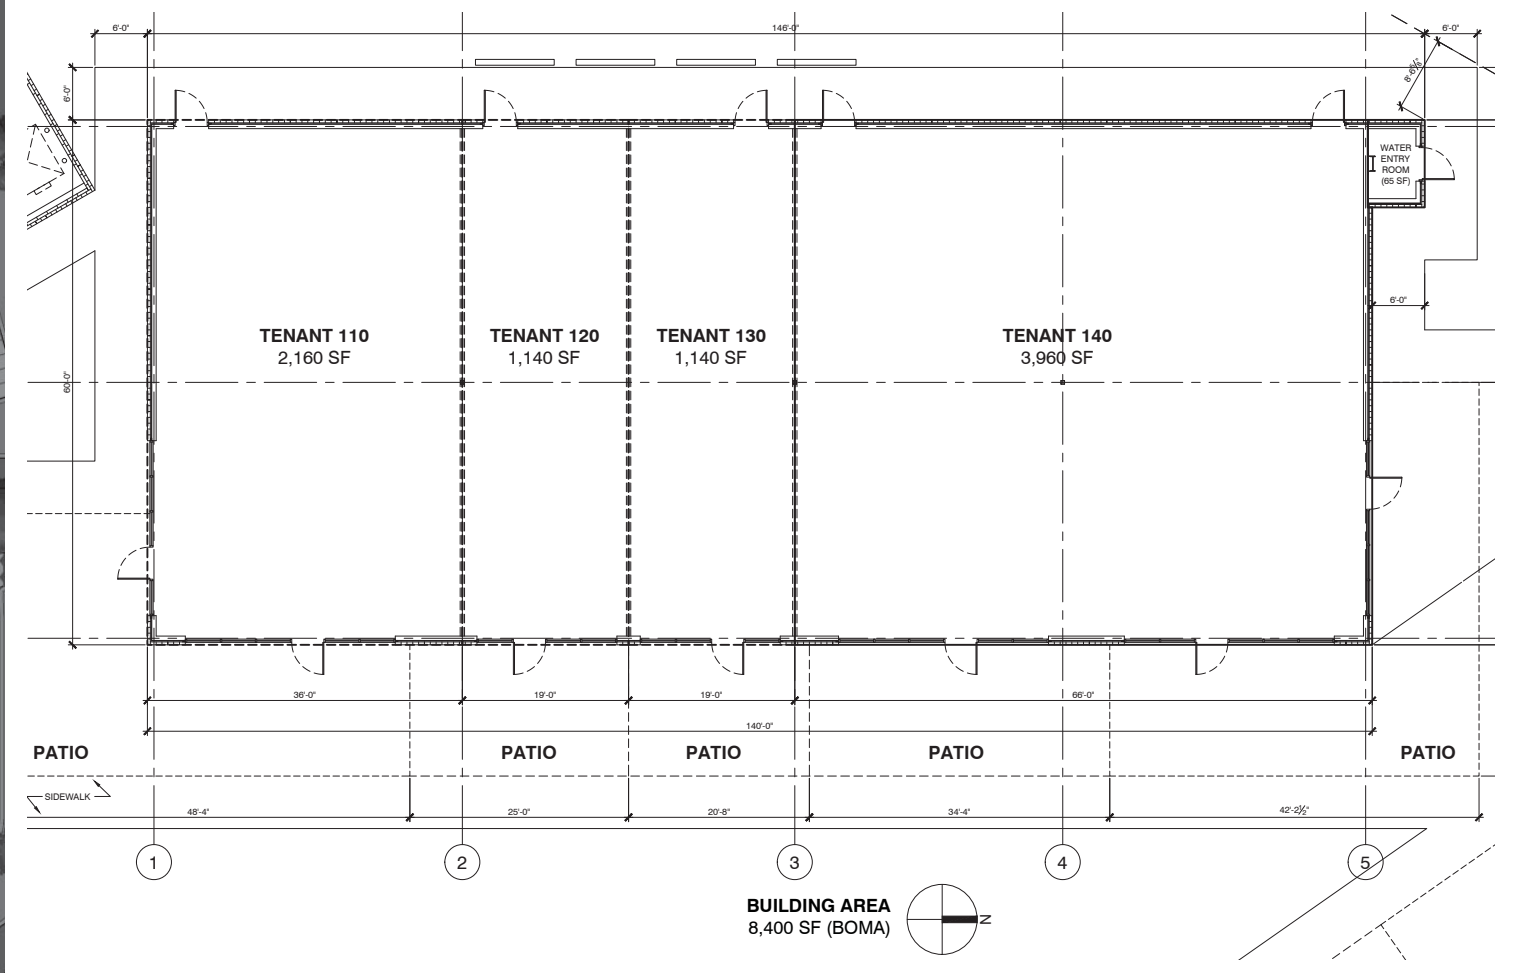 6'-0"
146'-0"
6'-0"
6'-0"
8'-6⅝"
WATER
ENTRY
ROOM
(65 SF)
6'-0"
60'-0"
TENANT 110
2,160 SF
TENANT 120
1,140 SF
TENANT 130
1,140 SF
TENANT 140
3,960 SF
36'-0"
19'-0"
19'-0"
66'-0"
140'-0"
PATIO
PATIO
PATIO
PATIO
PATIO
SIDEWALK
48'-4"
25'-0"
20'-8"
34'-4"
42'-2½"
1
2
3
4
5
BUILDING AREA
8,400 SF (BOMA)
N